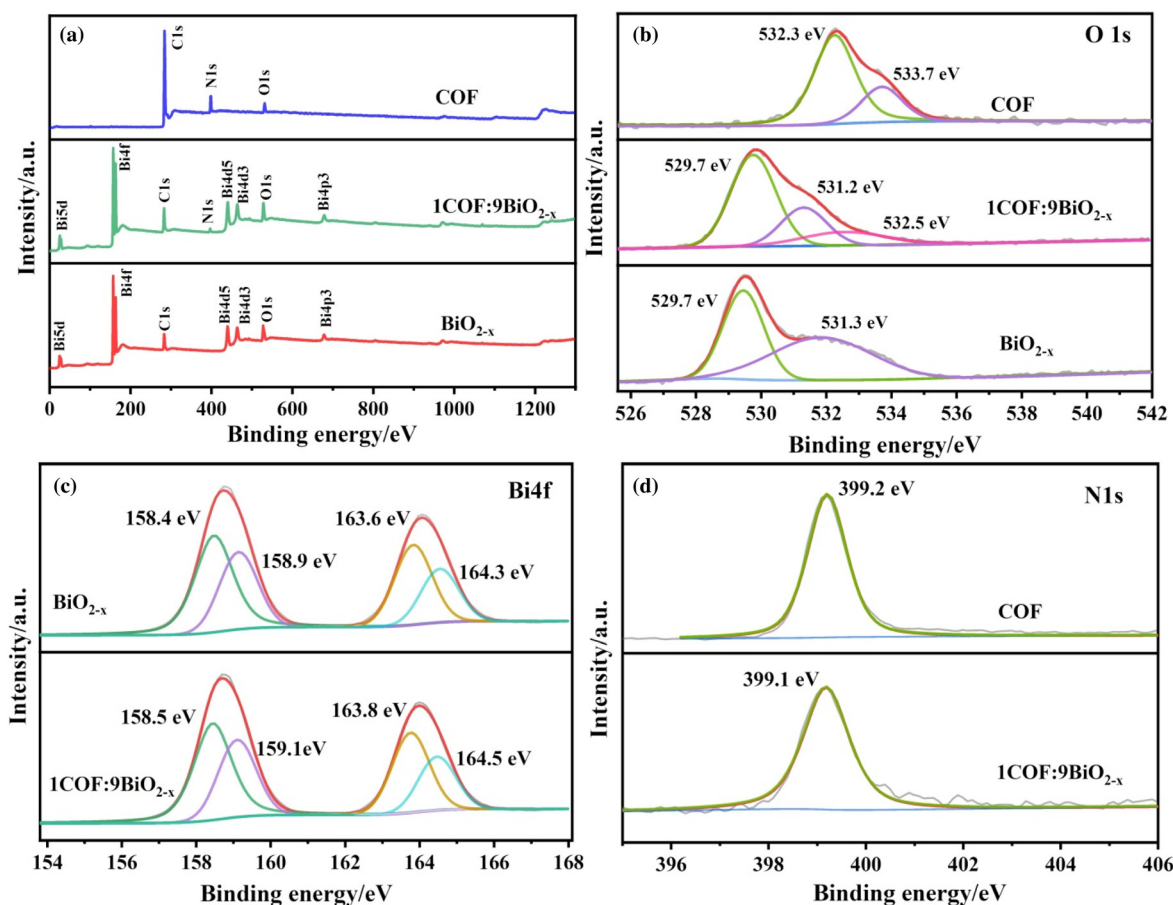 (a)
C1s
N1s
O1s
COF
Bi5d
Bi4f
C1s
N1s
Bi4d5
Bi4d3
O1s
Bi4p3
1COF:9BiO2-x
Bi5d
Bi4f
C1s
Bi4d5
Bi4d3
O1s
Bi4p3
BiO2-x
Intensity/a.u.
0 200 400 600 800 1000 1200
Binding energy/eV
(b)
O 1s
532.3 eV
533.7 eV
COF
529.7 eV
531.2 eV
532.5 eV
1COF:9BiO2-x
529.7 eV
531.3 eV
BiO2-x
Intensity/a.u.
526 528 530 532 534 536 538 540 542
Binding energy/eV
(c)
Bi4f
158.4 eV
158.9 eV
163.6 eV
164.3 eV
BiO2-x
158.5 eV
159.1eV
163.8 eV
164.5 eV
1COF:9BiO2-x
Intensity/a.u.
154 156 158 160 162 164 166 168
Binding energy/eV
(d)
N1s
399.2 eV
COF
399.1 eV
1COF:9BiO2-x
Intensity/a.u.
396 398 400 402 404 406
Binding energy/eV